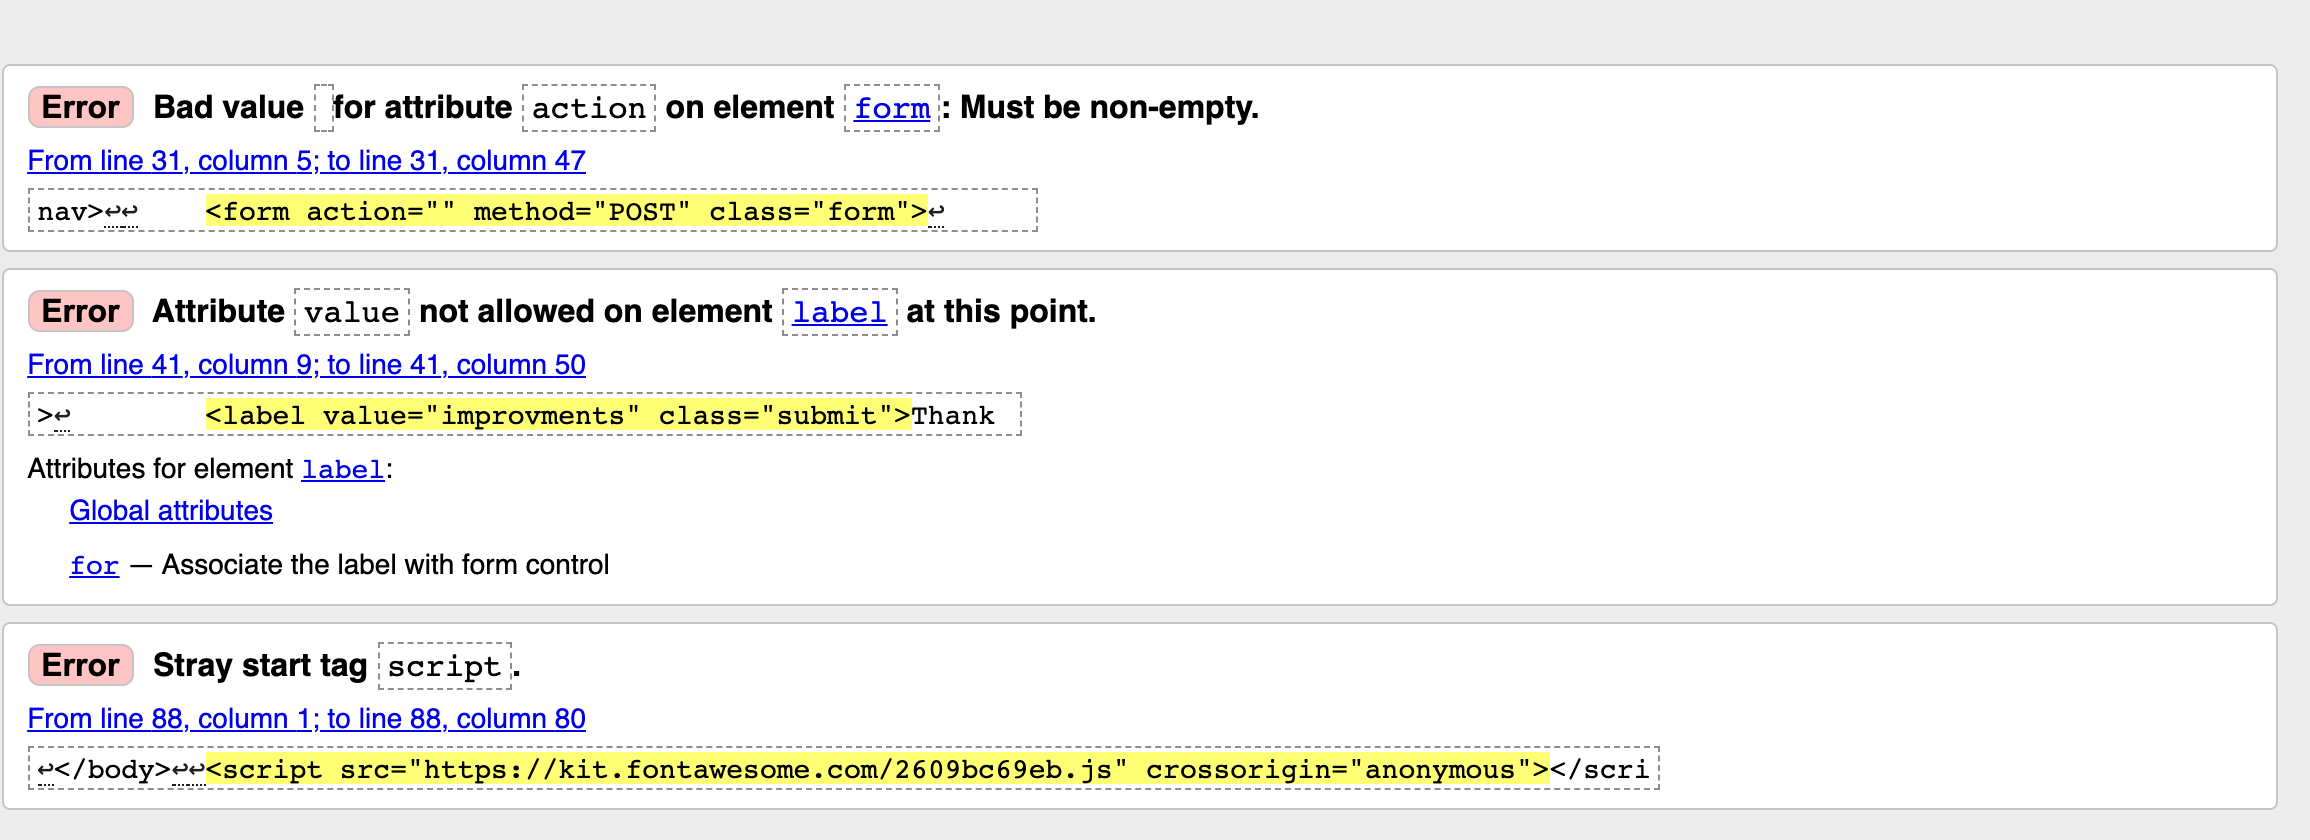 Error Bad value  for attribute action on element form: Must be non-empty.
From line 31, column 5; to line 31, column 47
nav>↩↩    <form action="" method="POST" class="form">↩
Error Attribute value not allowed on element label at this point.
From line 41, column 9; to line 41, column 50
>↩        <label value="improvments" class="submit">Thank
Attributes for element label:
Global attributes
for — Associate the label with form control
Error Stray start tag script.
From line 88, column 1; to line 88, column 80
↩</body>↩↩<script src="https://kit.fontawesome.com/2609bc69eb.js" crossorigin="anonymous"></scri